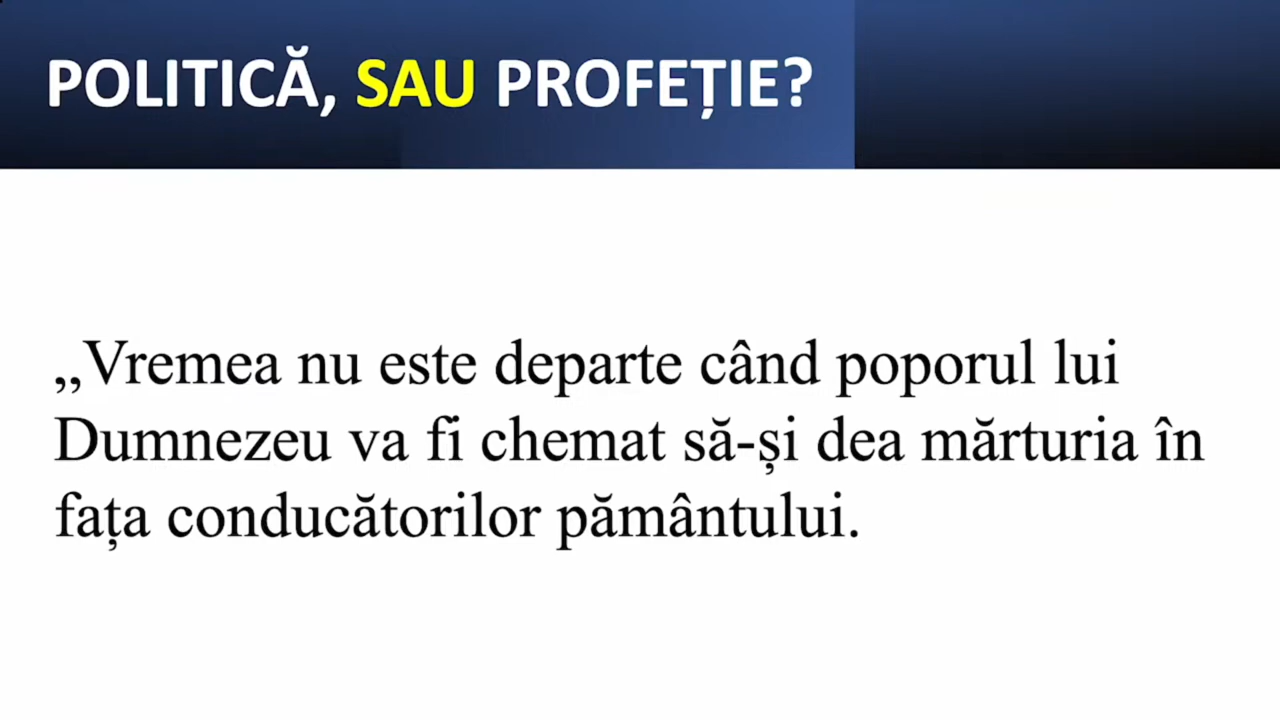 POLITICĂ, SAU PROFEȚIE?
„Vremea nu este departe când poporul lui
Dumnezeu va fi chemat să-și dea mărturia în
fața conducătorilor pământului.